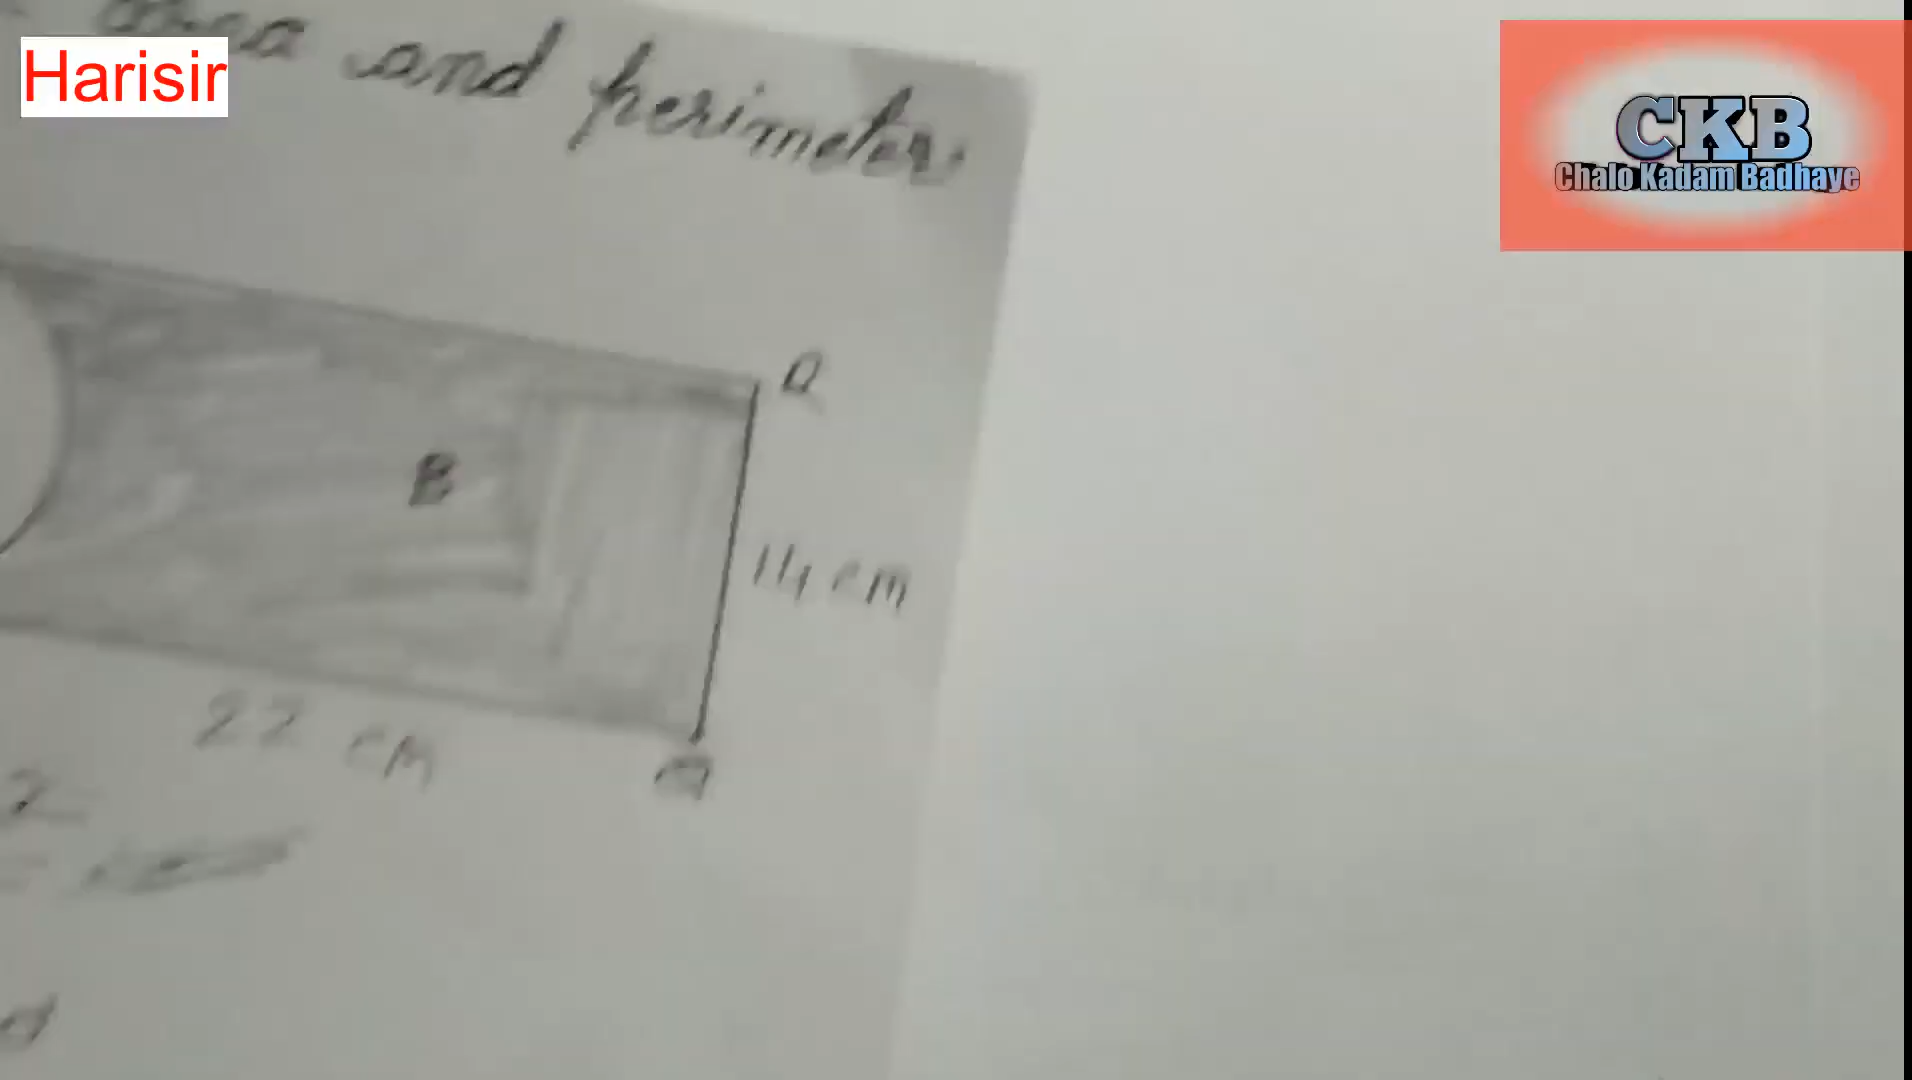 Harisir
and perimeter
CKB
Chalo Kadam Badhaye
Q
B
14 cm
22 cm